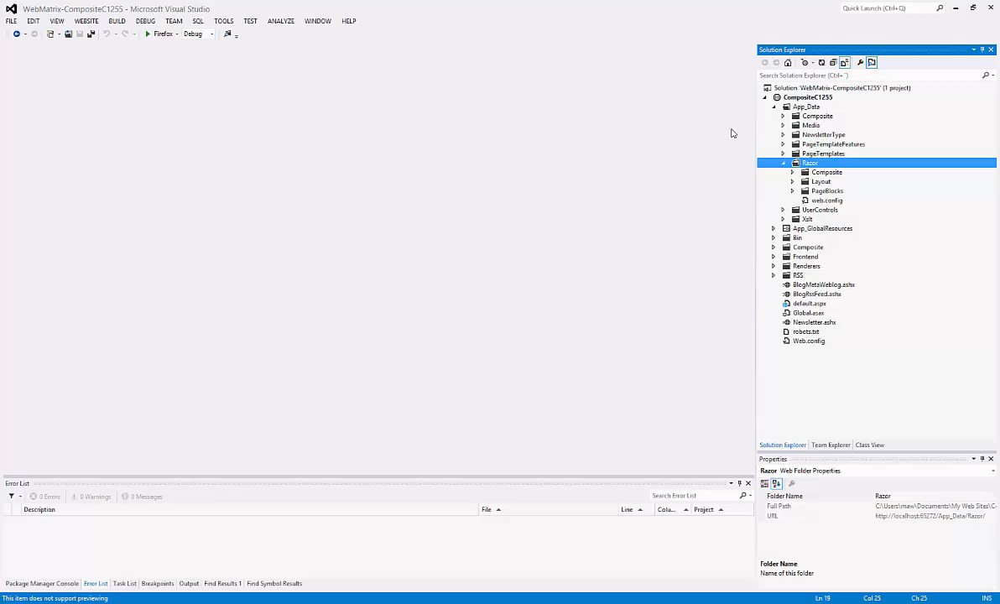 WebMatrix-CompositeC1255 - Microsoft Visual Studio
Quick Launch (Ctrl+Q)
FILE EDIT VIEW WEBSITE BUILD DEBUG TEAM SQL TOOLS TEST ANALYZE WINDOW HELP
Firefox Debug
Solution Explorer
Search Solution Explorer (Ctrl+¨)
Solution 'WebMatrix-CompositeC1255' (1 project)
CompositeC1255
App_Data
Composite
Media
NewsletterType
PageTemplateFeatures
PageTemplates
Razor
Composite
Layout
PageBlocks
web.config
UserControls
Xslt
App_GlobalResources
Bin
Composite
Frontend
Renderers
RSS
BlogMetaWeblog.ashx
BlogRssFeed.ashx
default.aspx
Global.asax
Newsletter.ashx
robots.txt
Web.config
Solution Explorer Team Explorer Class View
Properties
Razor Web Folder Properties
Folder Name Razor
Full Path C:\Users\maw\Documents\My Web Sites\C
URL http://localhost:65272/App_Data/Razor/
Folder Name
Name of this folder
Error List
0 Errors 0 Warnings 0 Messages
Search Error List
Description File Line Colu... Project
Package Manager Console Error List Task List Breakpoints Output Find Results 1 Find Symbol Results
This item does not support previewing
Ln 19 Col 25 Ch 25 INS